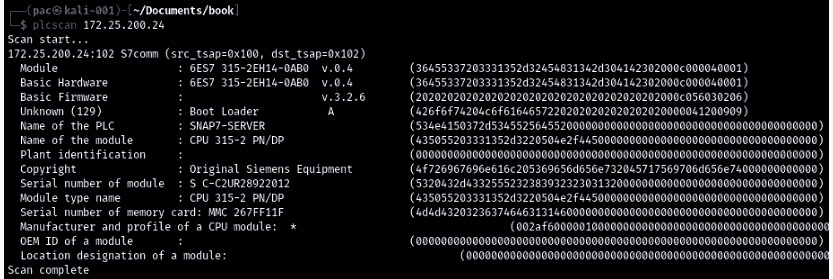 ┌──(pac㉿kali-001)-[~/Documents/book]
└─$ plcscan 172.25.200.24
Scan start...
172.25.200.24:102 S7comm (src_tsap=0x100, dst_tsap=0x102)
Module : 6ES7 315-2EH14-0AB0 v.0.4 (36455337203331352d32454831342d304142302000c000040001)
Basic Hardware : 6ES7 315-2EH14-0AB0 v.0.4 (36455337203331352d32454831342d304142302000c000040001)
Basic Firmware : v.3.2.6 (202020202020202020202020202020202020202000c056030206)
Unknown (129) : Boot Loader A (426f6f74204c6f61646572202020202020202020000041200909)
Name of the PLC : SNAP7-SERVER
Name of the module : CPU 315-2 PN/DP
Plant identification :
Copyright : Original Siemens Equipment
Serial number of module : S C-C2UR28922012
Module type name : CPU 315-2 PN/DP
Serial number of memory card: MMC 267FF11F
Manufacturer and profile of a CPU module: *
OEM ID of a module :
Location designation of a module:
Scan complete